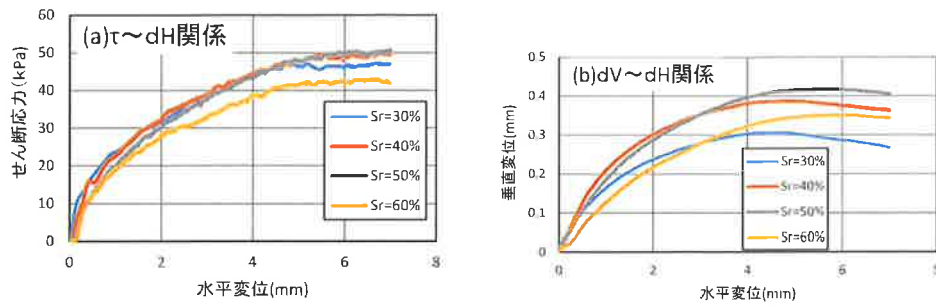 (a)τ～dH関係
せん断応力(kPa)
60
50
40
30
20
10
0
Sr=30%
Sr=40%
Sr=50%
Sr=60%
0 2 4 6 8
水平変位(mm)
(b)dV～dH関係
垂直変位(mm)
0.5
0.4
0.3
0.2
0.1
0
Sr=30%
Sr=40%
Sr=50%
Sr=60%
0 2 4 6 8
水平変位(mm)